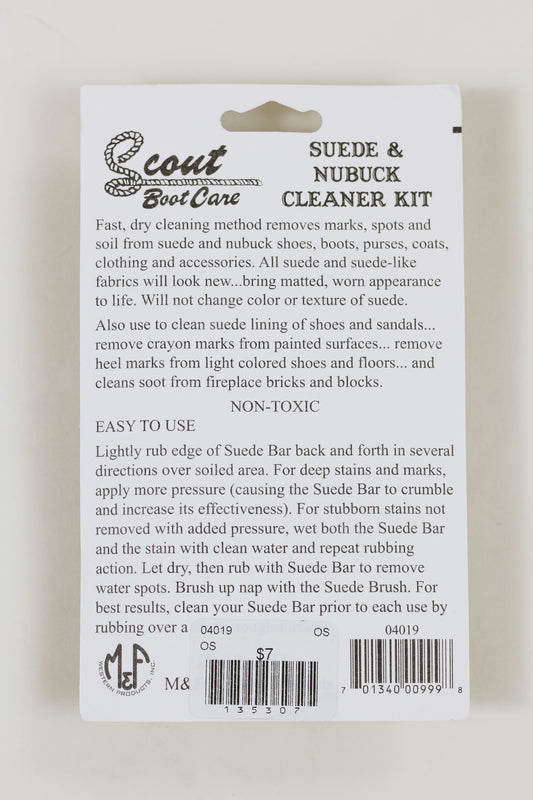 Scout
Boot Care
SUEDE &
NUBUCK
CLEANER KIT
Fast, dry cleaning method removes marks, spots and
soil from suede and nubuck shoes, boots, purses, coats,
clothing and accessories. All suede and suede-like
fabrics will look new...bring matted, worn appearance
to life. Will not change color or texture of suede.
Also use to clean suede lining of shoes and sandals...
remove crayon marks from painted surfaces... remove
heel marks from light colored shoes and floors... and
cleans soot from fireplace bricks and blocks.
NON-TOXIC
EASY TO USE
Lightly rub edge of Suede Bar back and forth in several
directions over soiled area. For deep stains and marks,
apply more pressure (causing the Suede Bar to crumble
and increase its effectiveness). For stubborn stains not
removed with added pressure, wet both the Suede Bar
and the stain with clean water and repeat rubbing
action. Let dry, then rub with Suede Bar to remove
water spots. Brush up nap with the Suede Brush. For
best results, clean your Suede Bar prior to each use by
rubbing over a
04019 OS
OS
$7
135307
04019
7 01340 00999 8
M&F
WESTERN PRODUCTS, INC.
M&